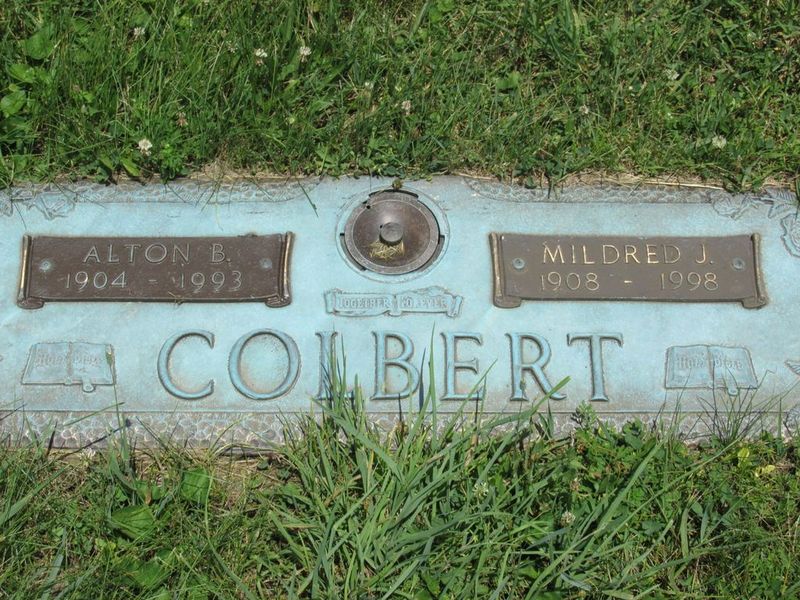 ALTON B.
1904 - 1993
MILDRED J.
1908 - 1998
TOGETHER FOREVER
COLBERT